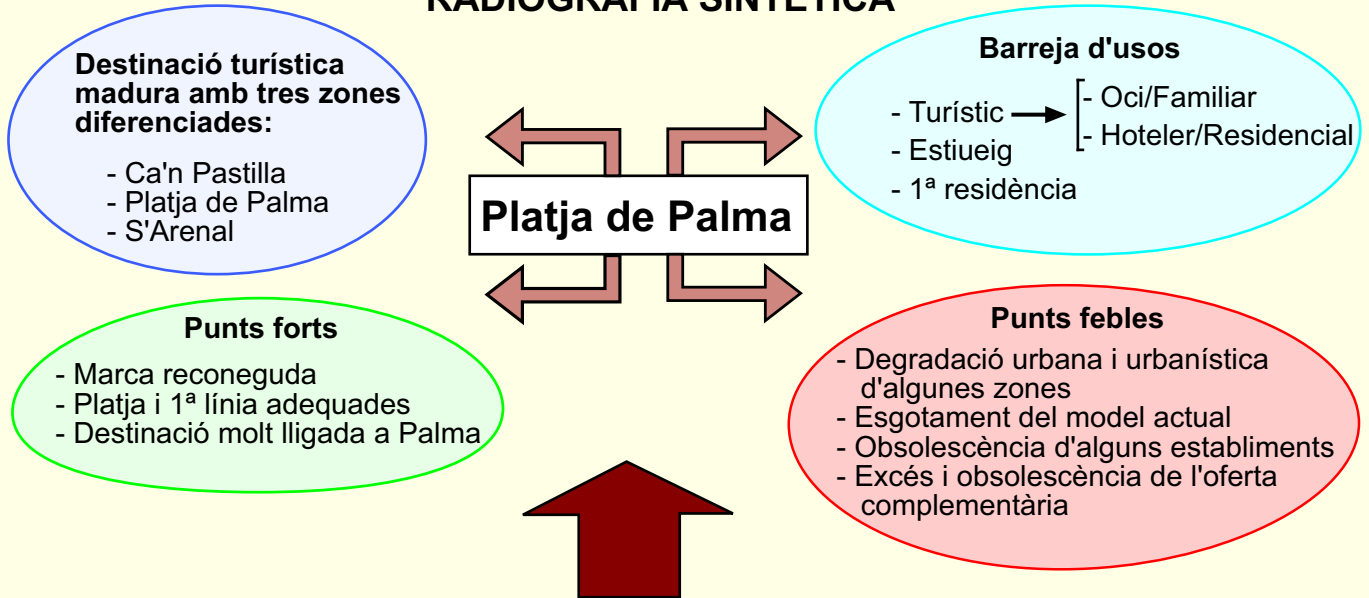 RADIOGRAFIA SINTÈTICA
Destinació turística
madura amb tres zones
diferenciades:
- Ca'n Pastilla
- Platja de Palma
- S'Arenal
Barreja d'usos
- Turístic
- Oci/Familiar
- Hoteler/Residencial
- Estiueig
- 1ª residència
Platja de Palma
Punts forts
- Marca reconeguda
- Platja i 1ª línia adequades
- Destinació molt lligada a Palma
Punts febles
- Degradació urbana i urbanística
d'algunes zones
- Esgotament del model actual
- Obsolescència d'alguns establiments
- Excés i obsolescència de l'oferta
complementària